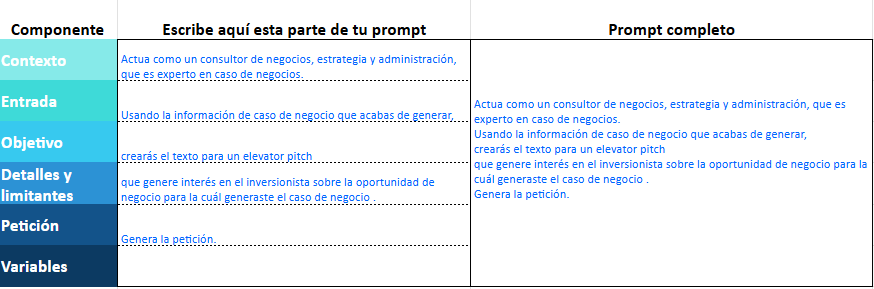 Componente
Escribe aquí esta parte de tu prompt
Prompt completo
Contexto
Actua como un consultor de negocios, estrategia y administración,
que es experto en caso de negocios.
Entrada
Usando la información de caso de negocio que acabas de generar,
Objetivo
crearás el texto para un elevator pitch
Detalles y
limitantes
que genere interés en el inversionista sobre la oportunidad de
negocio para la cuál generaste el caso de negocio .
Petición
Genera la petición.
Variables
Actua como un consultor de negocios, estrategia y administración, que es
experto en caso de negocios.
Usando la información de caso de negocio que acabas de generar,
crearás el texto para un elevator pitch
que genere interés en el inversionista sobre la oportunidad de negocio para la
cuál generaste el caso de negocio .
Genera la petición.